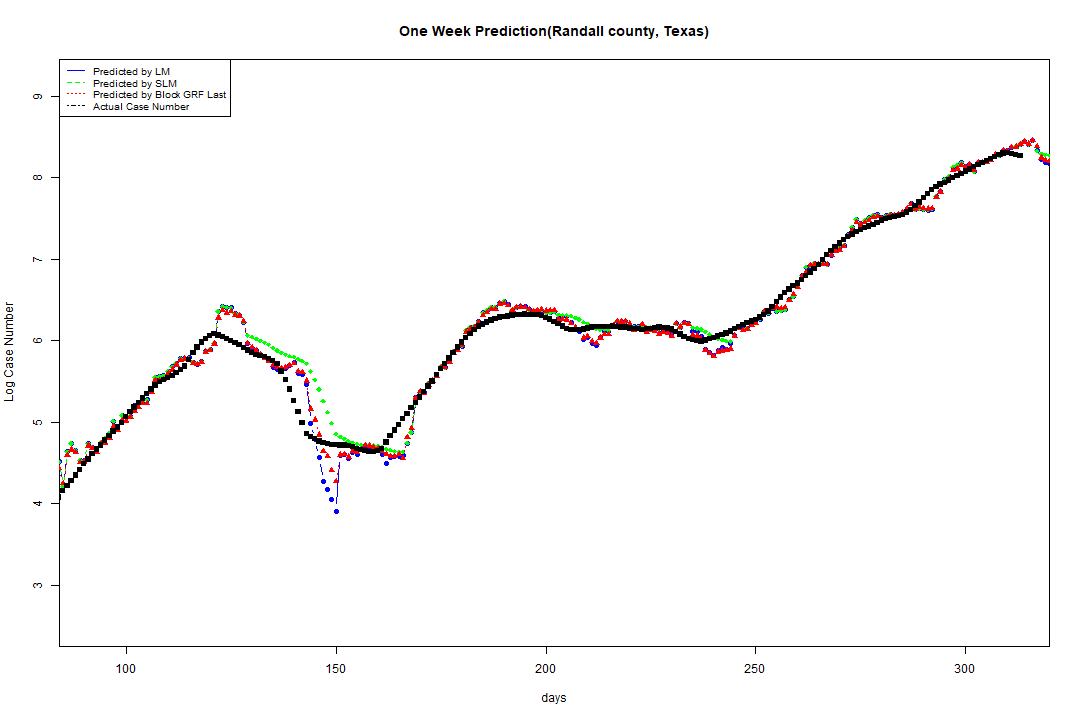 One Week Prediction(Randall county, Texas)
Predicted by LM
Predicted by SLM
Predicted by Block GRF Last
Actual Case Number
Log Case Number
9
8
7
6
5
4
3
100 150 200 250 300
days